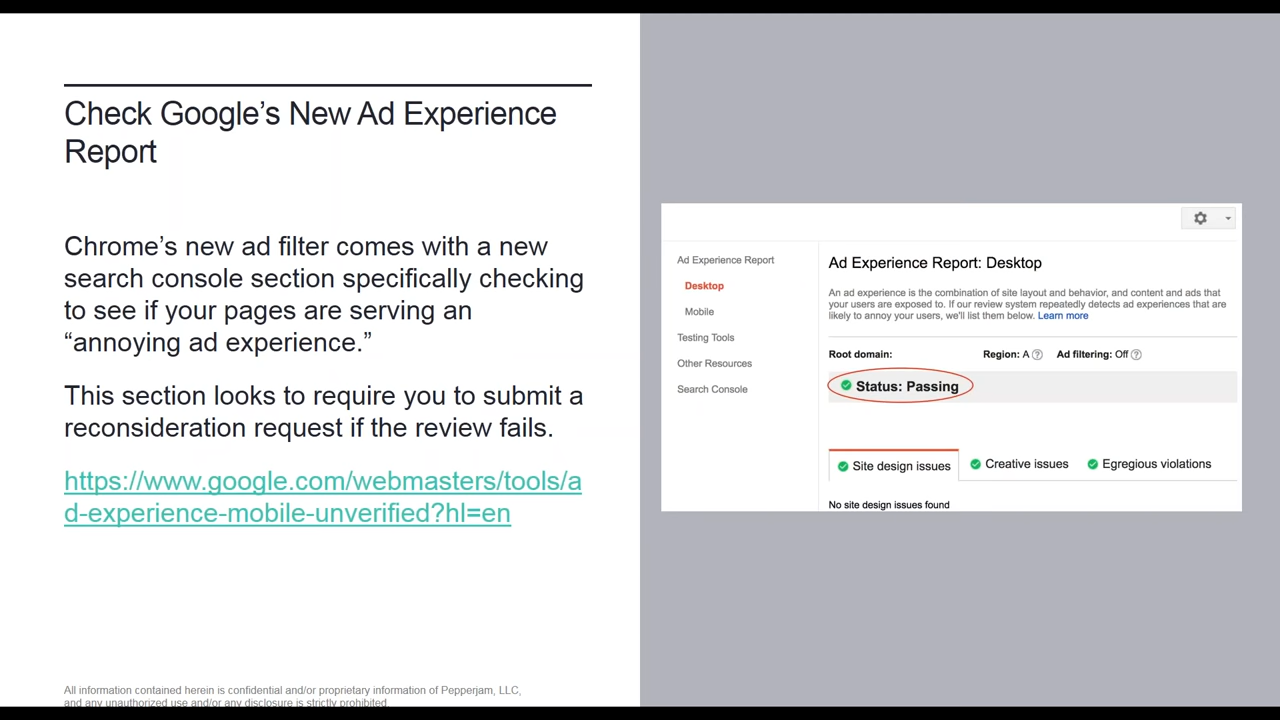 Check Google’s New Ad Experience
Report
Chrome’s new ad filter comes with a new
search console section specifically checking
to see if your pages are serving an
“annoying ad experience.”
This section looks to require you to submit a
reconsideration request if the review fails.
https://www.google.com/webmasters/tools/a
d-experience-mobile-unverified?hl=en
All information contained herein is confidential and/or proprietary information of Pepperjam, LLC,
and any unauthorized use and/or any disclosure is strictly prohibited.
Ad Experience Report
Desktop
Mobile
Testing Tools
Other Resources
Search Console
Ad Experience Report: Desktop
An ad experience is the combination of site layout and behavior, and content and ads that
your users are exposed to. If our review system repeatedly detects ad experiences that are
likely to annoy your users, we'll list them below. Learn more
Root domain: Region: A ? Ad filtering: Off ?
Status: Passing
Site design issues Creative issues Egregious violations
No site design issues found